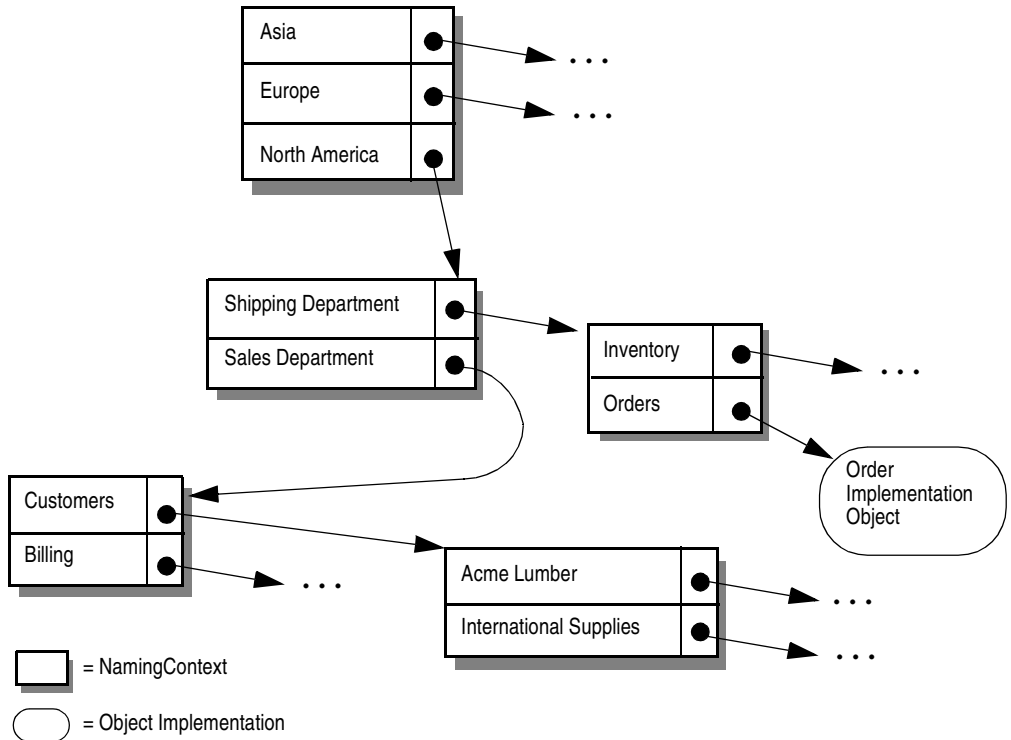 Asia
...
Europe
...
North America
Shipping Department
Sales Department
Inventory
...
Orders
Order
Implementation
Object
Customers
Billing
...
Acme Lumber
...
International Supplies
...
= NamingContext
= Object Implementation